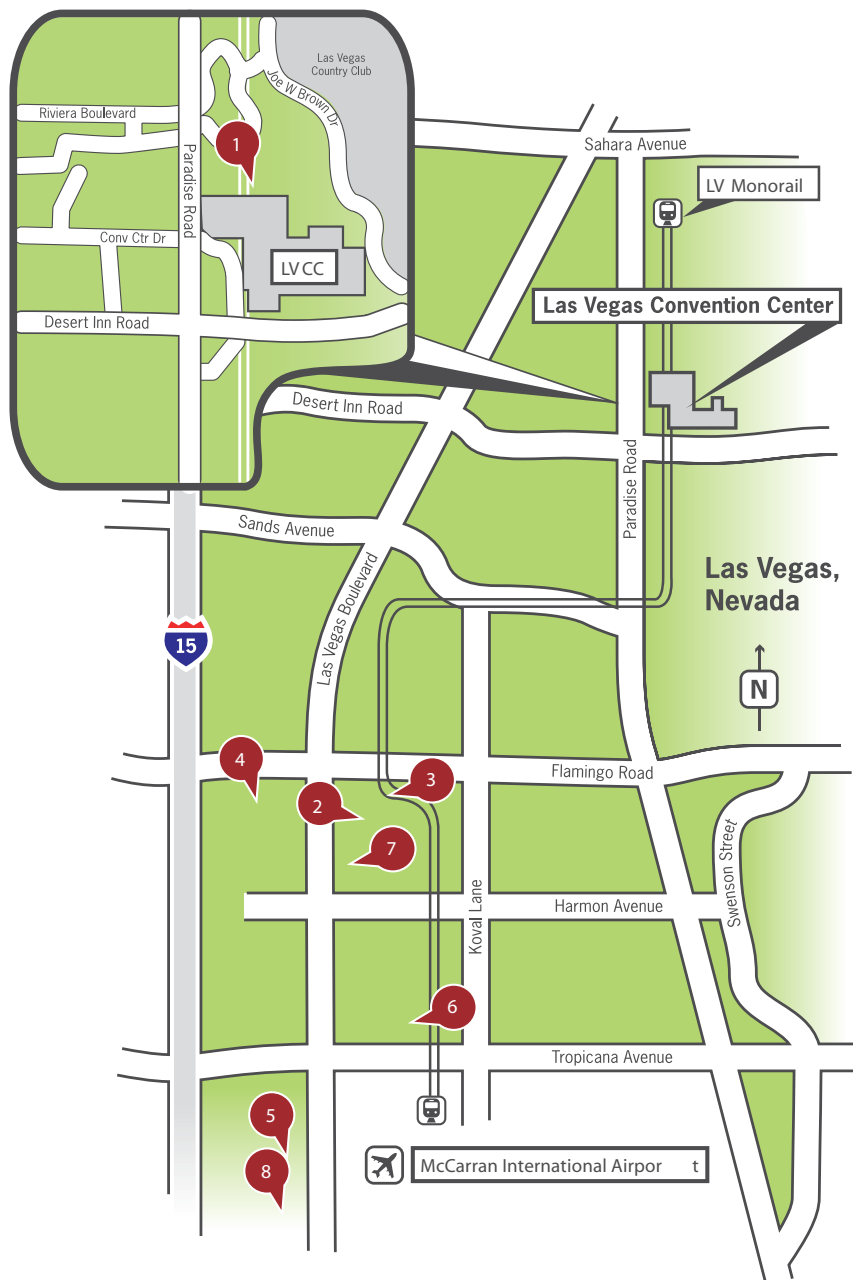 Las Vegas
Country Club
Joe W Brown Dr
Riviera Boulevard
1
Paradise Road
Conv Ctr Dr
LVCC
Desert Inn Road
Sahara Avenue
LV Monorail
Las Vegas Convention Center
Desert Inn Road
Paradise Road
Sands Avenue
Las Vegas Boulevard
Las Vegas,
Nevada
15
N
4
3
Flamingo Road
2
7
Swenson Street
Koval Lane
Harmon Avenue
6
Tropicana Avenue
5
8
McCarran International Airpor t